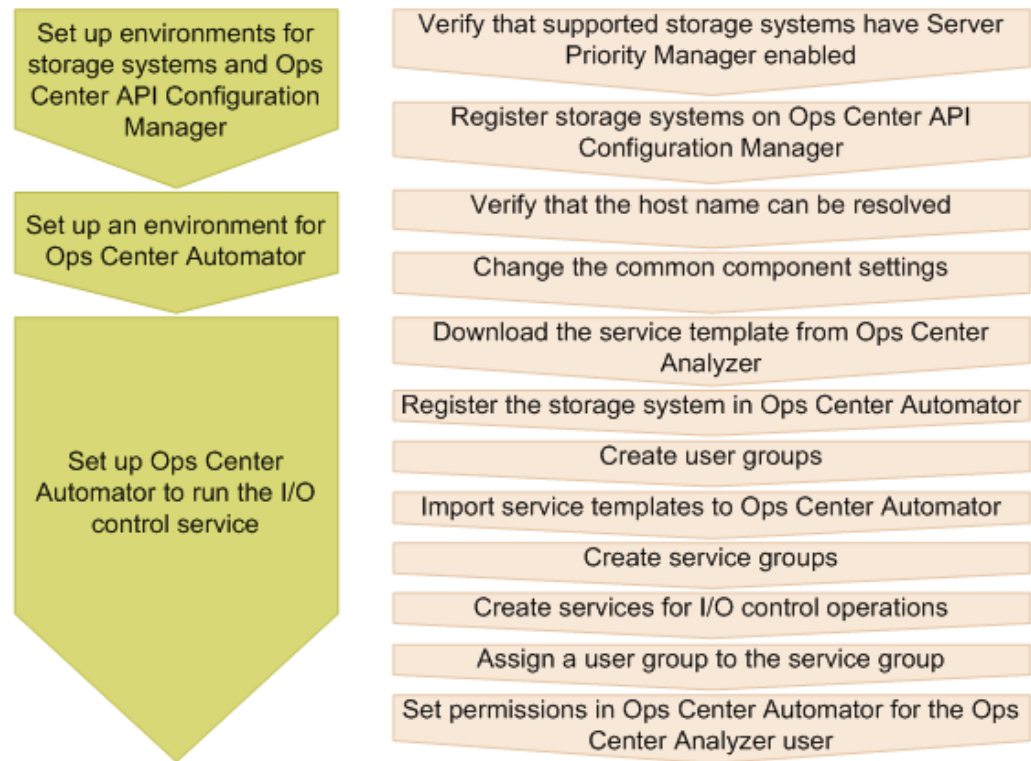 Set up environments for
storage systems and Ops
Center API Configuration
Manager
Verify that supported storage systems have Server
Priority Manager enabled
Register storage systems on Ops Center API
Configuration Manager
Set up an environment for
Ops Center Automator
Verify that the host name can be resolved
Change the common component settings
Set up Ops Center
Automator to run the I/O
control service
Download the service template from Ops Center
Analyzer
Register the storage system in Ops Center Automator
Create user groups
Import service templates to Ops Center Automator
Create service groups
Create services for I/O control operations
Assign a user group to the service group
Set permissions in Ops Center Automator for the Ops
Center Analyzer user